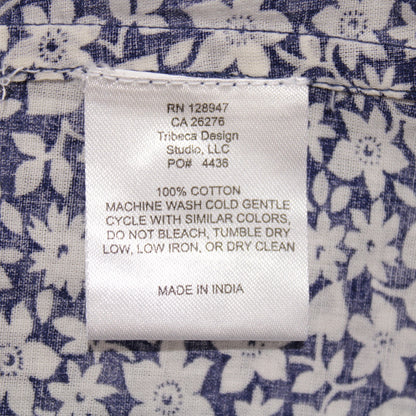 RN 128947
CA 26276
Tribeca Design
Studio, LLC
PO# 4436
100% COTTON
MACHINE WASH COLD GENTLE
CYCLE WITH SIMILAR COLORS,
DO NOT BLEACH, TUMBLE DRY
LOW, LOW IRON, OR DRY CLEAN
MADE IN INDIA